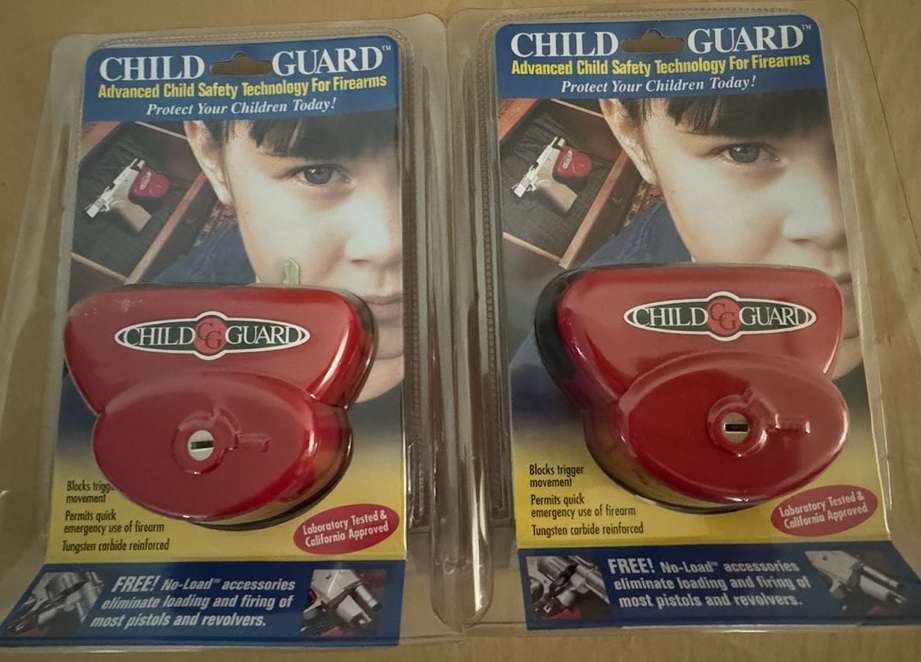 CHILD GUARD™
Advanced Child Safety Technology For Firearms
Protect Your Children Today!
CHILD CG GUARD
Blocks trigg
movement
Permits quick
emergency use of firearm
Tungsten carbide reinforced
Laboratory Tested &
California Approved
FREE! No-Load™ accessories
eliminate loading and firing of
most pistols and revolvers.
CHILD GUARD™
Advanced Child Safety Technology For Firearms
Protect Your Children Today!
CHILD CG GUARD
Blocks trigger
movement
Permits quick
emergency use of firearm
Tungsten carbide reinforced
Laboratory Tested &
California Approved
FREE! No-Load™ accessories
eliminate loading and firing of
most pistols and revolvers.